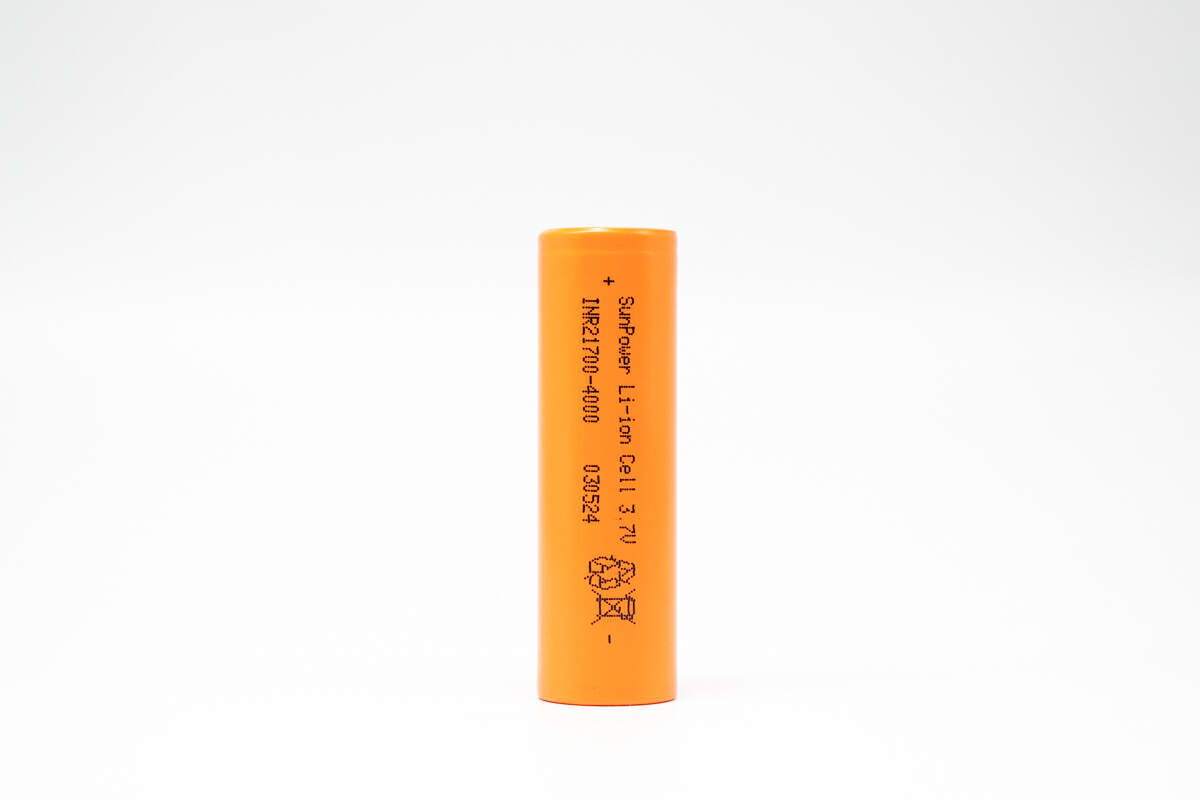 +
SunPower Li-ion Cell 3.7V
INR21700-4000 030524
-